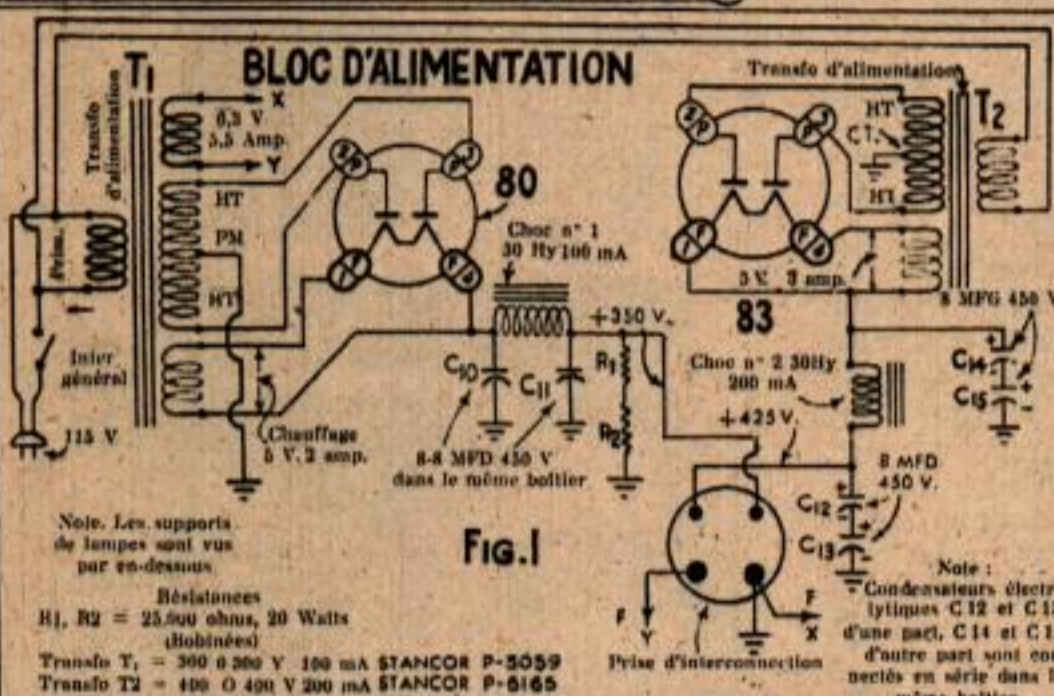 BLOC D'ALIMENTATION
T1
Transfo
d'alimentation
Prim.
X
6,3 V
5,5 Amp.
Y
HT
PM
HT
Inter
général
115 V
Chauffage
5 V. 2 amp.
80
Choc n° 1
30 Hy 100 mA
+350 V.
C10
C11
R1
R2
8-8 MFD 450 V
dans le même boîtier
Transfo d'alimentation
T2
HT
C.T.
HT
5 V. 3 amp.
83
8 MFG 450 V
C14
C15
Choc n° 2 30Hy
200 mA
+425 V.
8 MFD
450 V.
C12
C13
F
Y
F
X
Prise d'interconnection
FIG.1
Note. Les supports
de lampes sont vus
par en-dessous
Résistances
R1, R2 = 25.000 ohms, 20 Watts
(Bobinées)
Transfo T1 = 300 0 300 V 100 mA STANCOR P-5059
Transfo T2 = 400 O 400 V 200 mA STANCOR P-6165
Note :
Condensateurs électr
lytiques C 12 et C 1
d'une part, C 14 et C 1
d'autre part sont con
nectés en série dans l